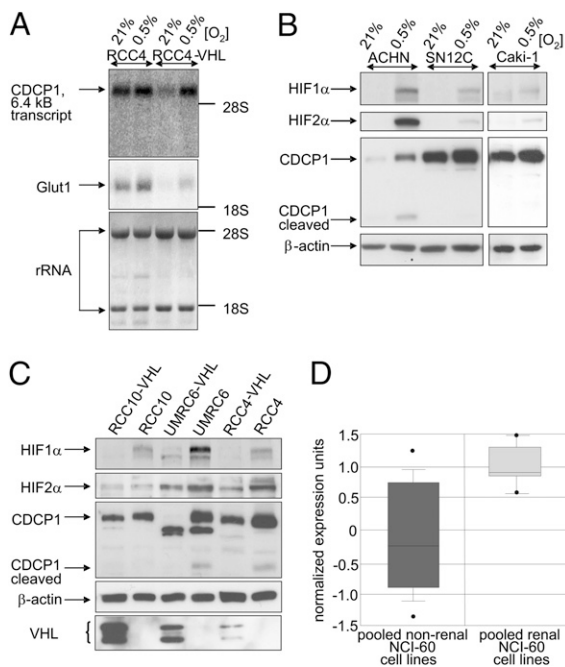 A
21%
0.5%
21%
0.5%
[O₂]
RCC4 RCC4-VHL
CDCP1,
6.4 kB
transcript
28S
Glut1
18S
28S
rRNA
18S
B
21%
0.5%
21%
0.5%
21%
0.5%
[O₂]
ACHN SN12C Caki-1
HIF1α
HIF2α
CDCP1
CDCP1
cleaved
β-actin
C
RCC10-VHL
RCC10
UMRC6-VHL
UMRC6
RCC4-VHL
RCC4
HIF1α
HIF2α
CDCP1
CDCP1
cleaved
β-actin
VHL
D
normalized expression units
1.5
1.0
0.5
0
-0.5
-1.0
-1.5
pooled non-renal
NCI-60
cell lines
pooled renal
NCI-60
cell lines